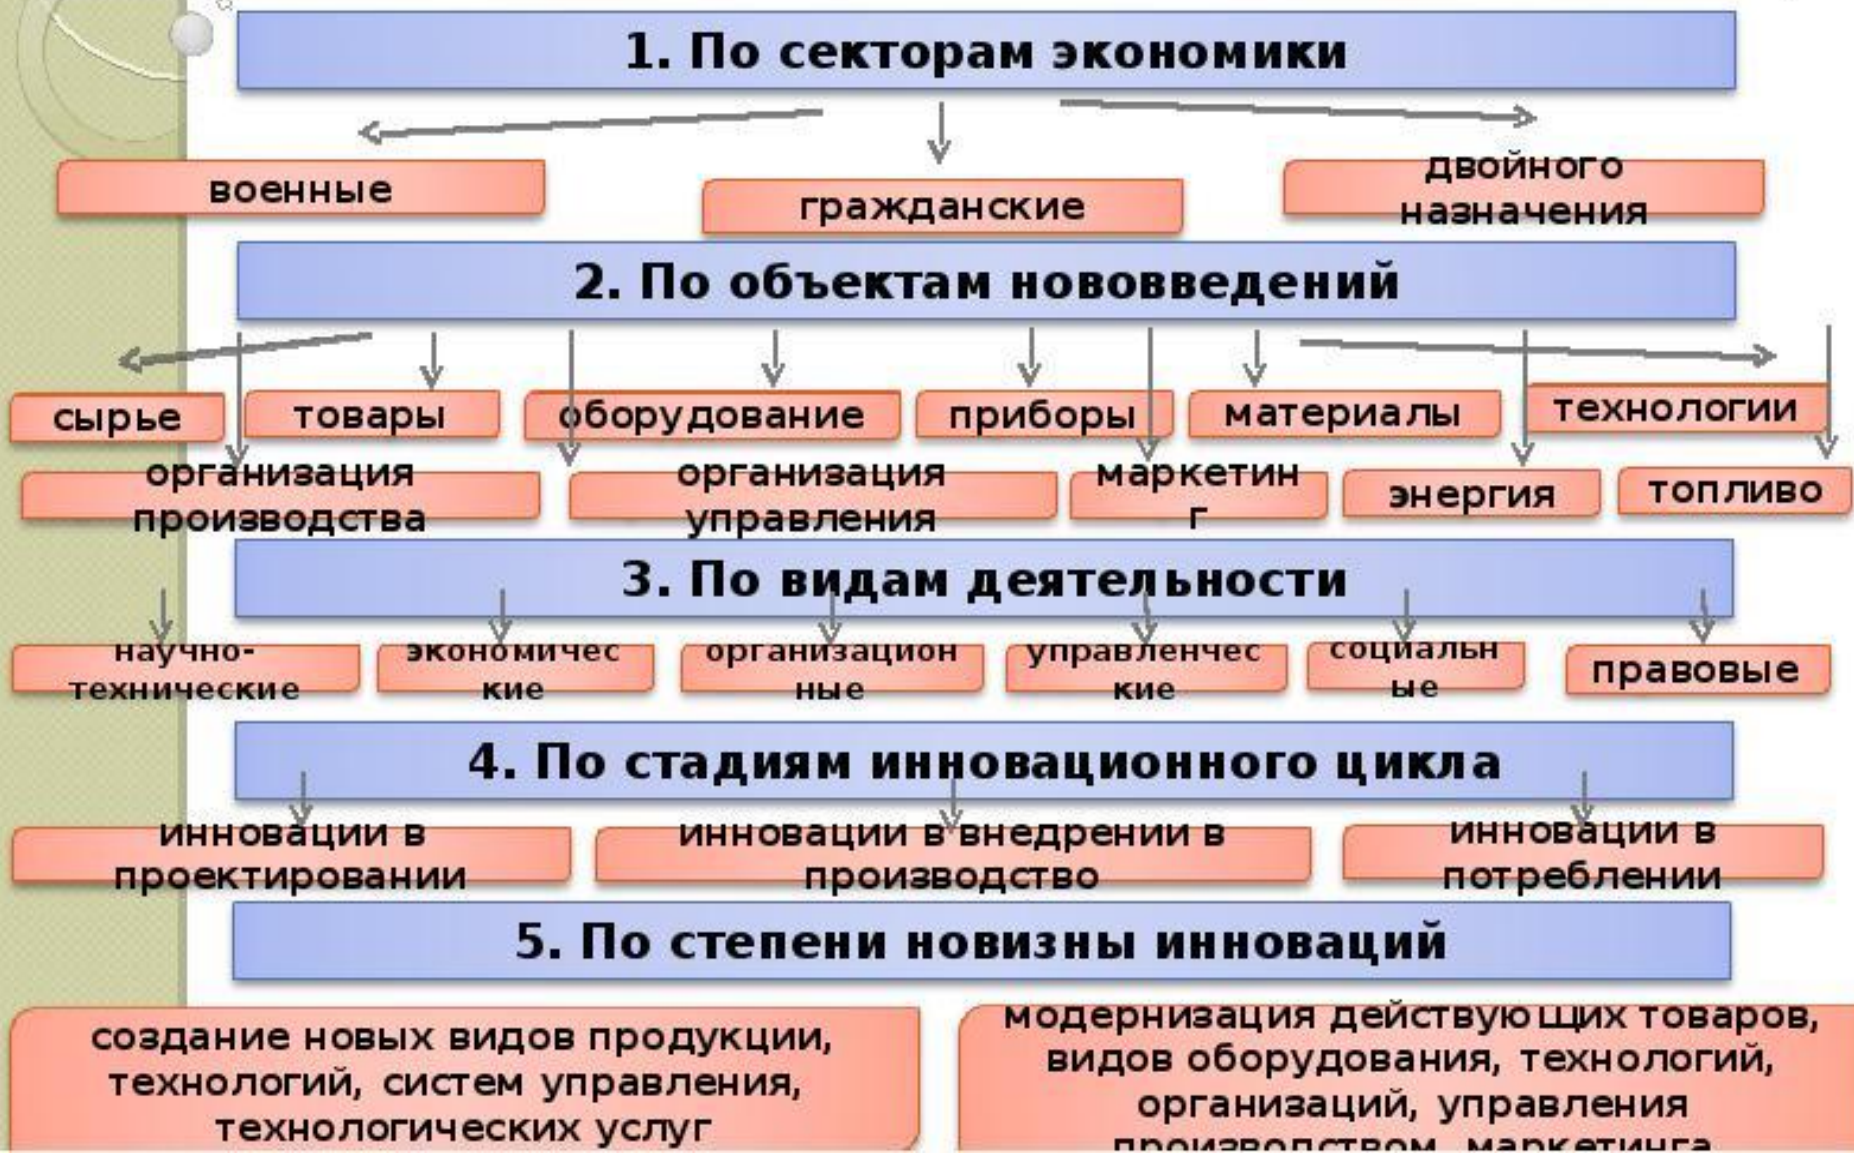 1. По секторам экономики
военные
гражданские
двойного
назначения
2. По объектам нововведений
сырье
товары
оборудование
приборы
материалы
технологии
организация
производства
организация
управления
маркетин
г
энергия
топливо
3. По видам деятельности
научно-
технические
экономичес
кие
организацион
ные
управленчес
кие
социальн
ые
правовые
4. По стадиям инновационного цикла
инновации в
проектировании
инновации в внедрении в
производство
инновации в
потреблении
5. По степени новизны инноваций
создание новых видов продукции,
технологий, систем управления,
технологических услуг
модернизация действующих товаров,
видов оборудования, технологий,
организаций, управления
производством, маркетинга